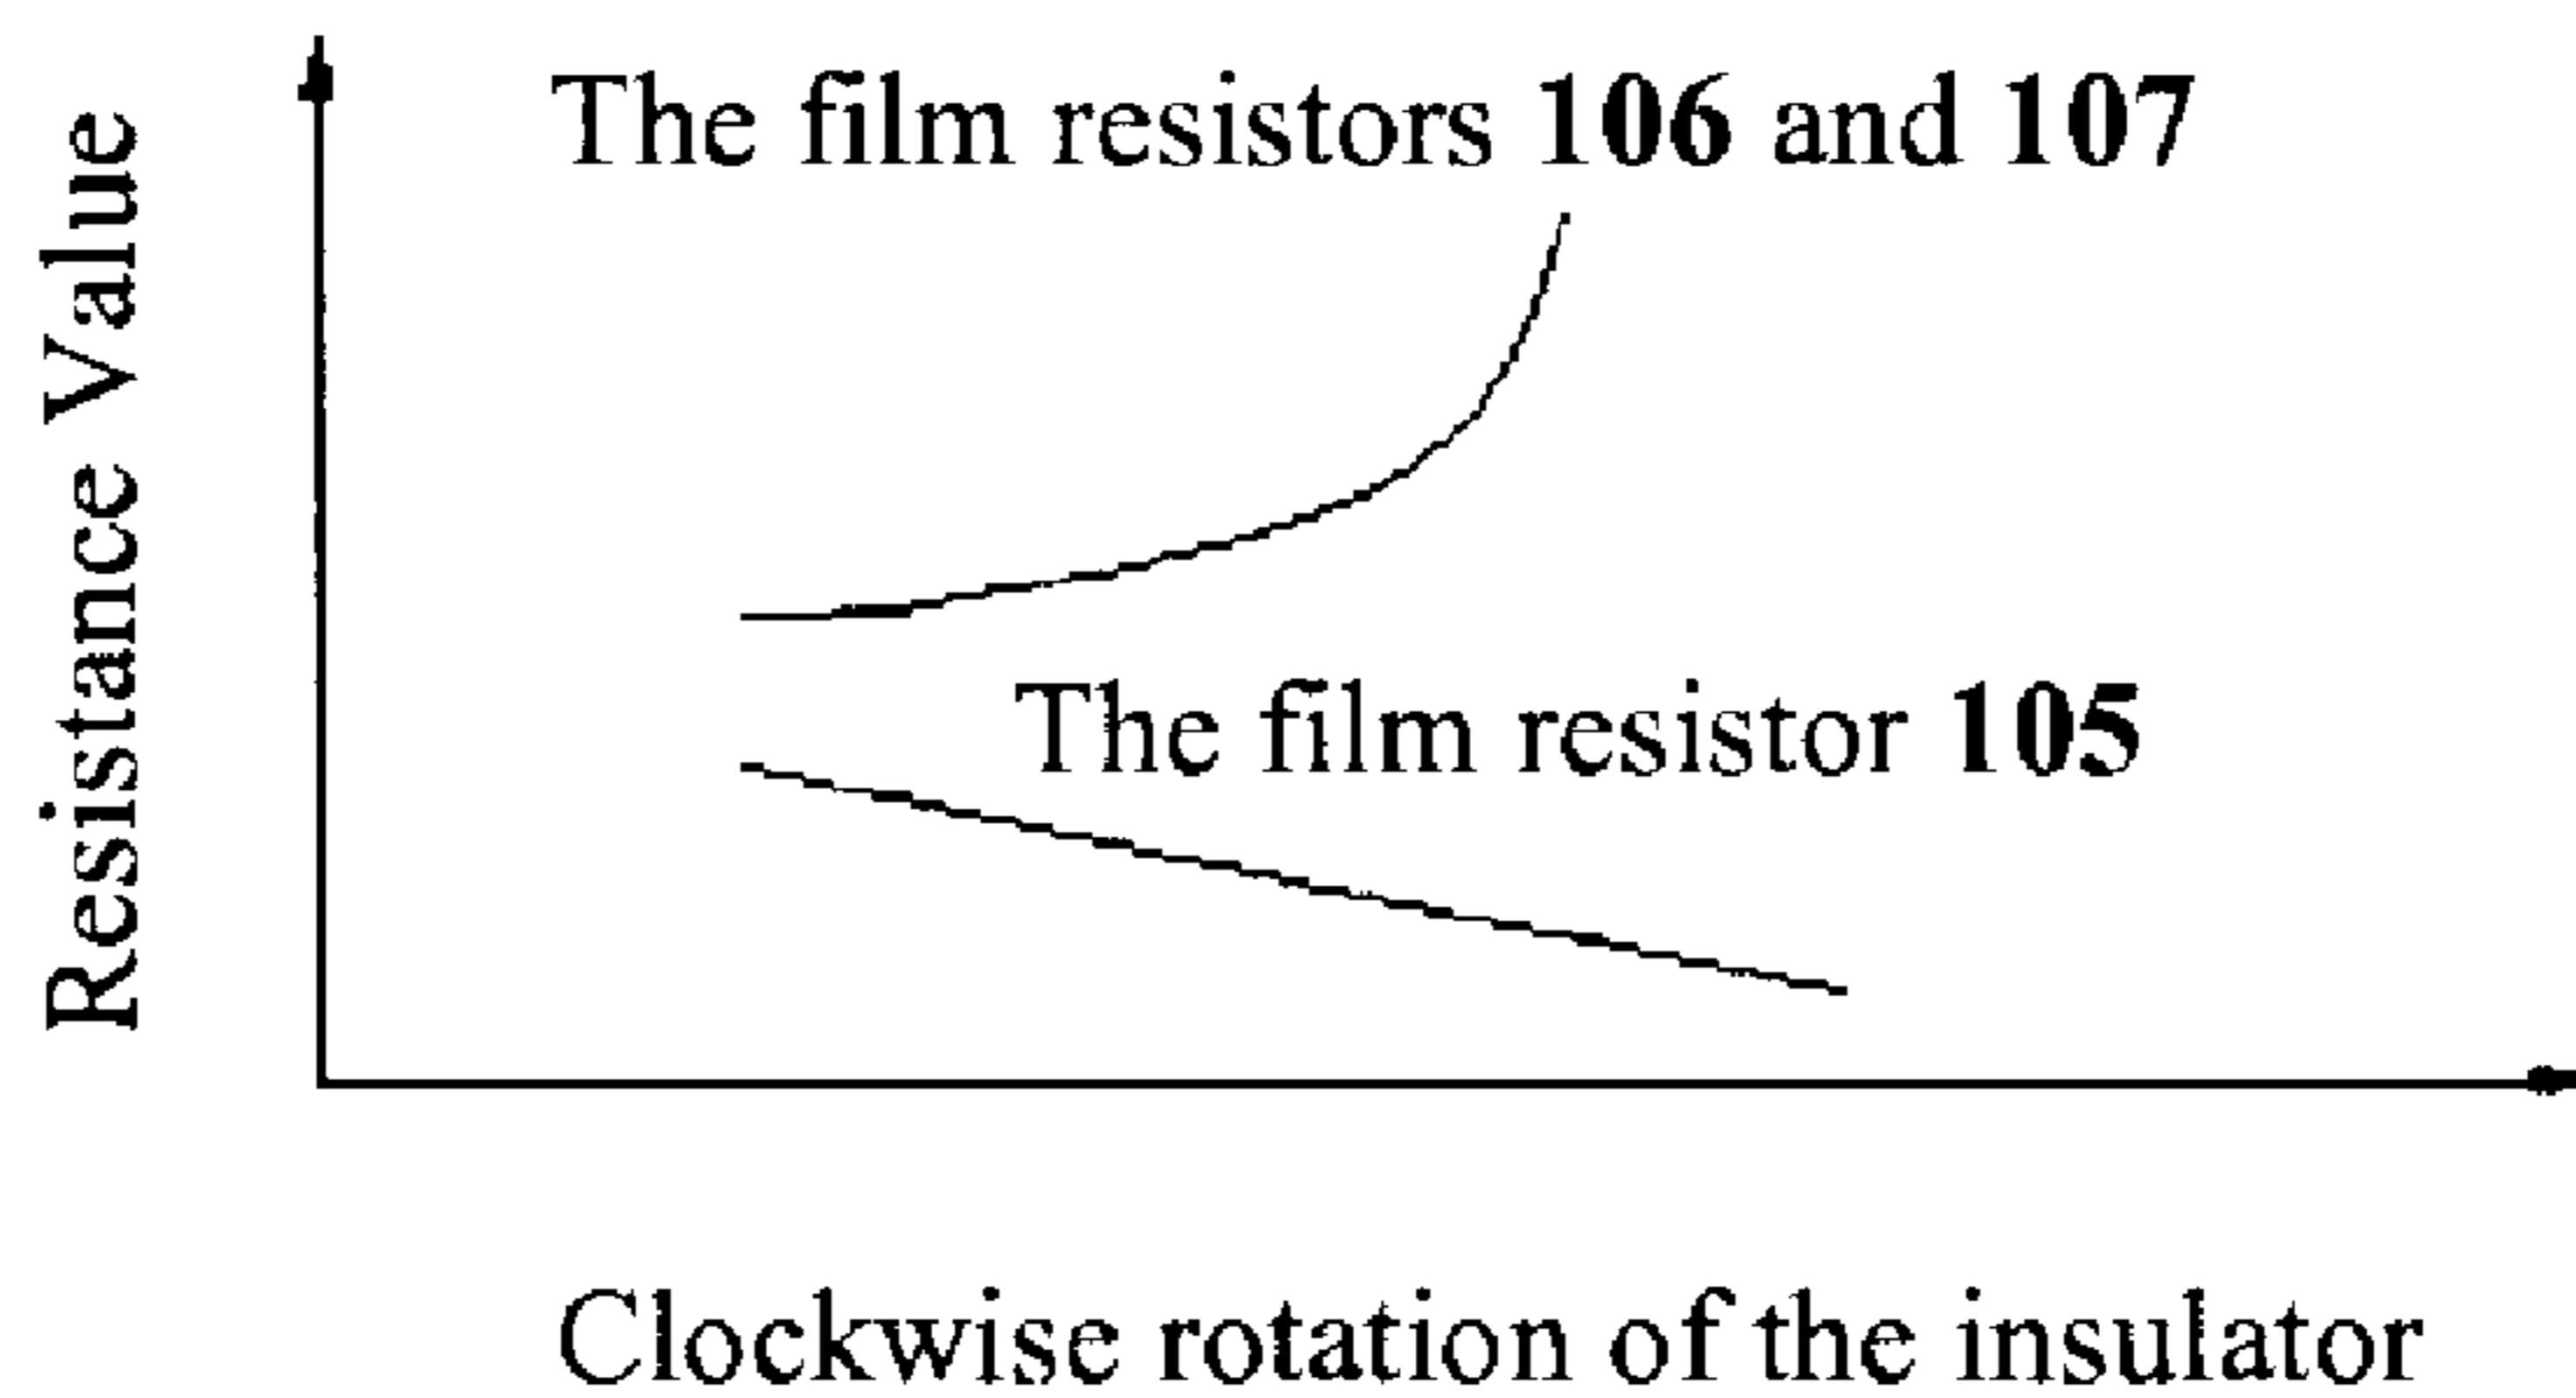 Resistance Value
The film resistors 106 and 107
The film resistor 105
Clockwise rotation of the insulator